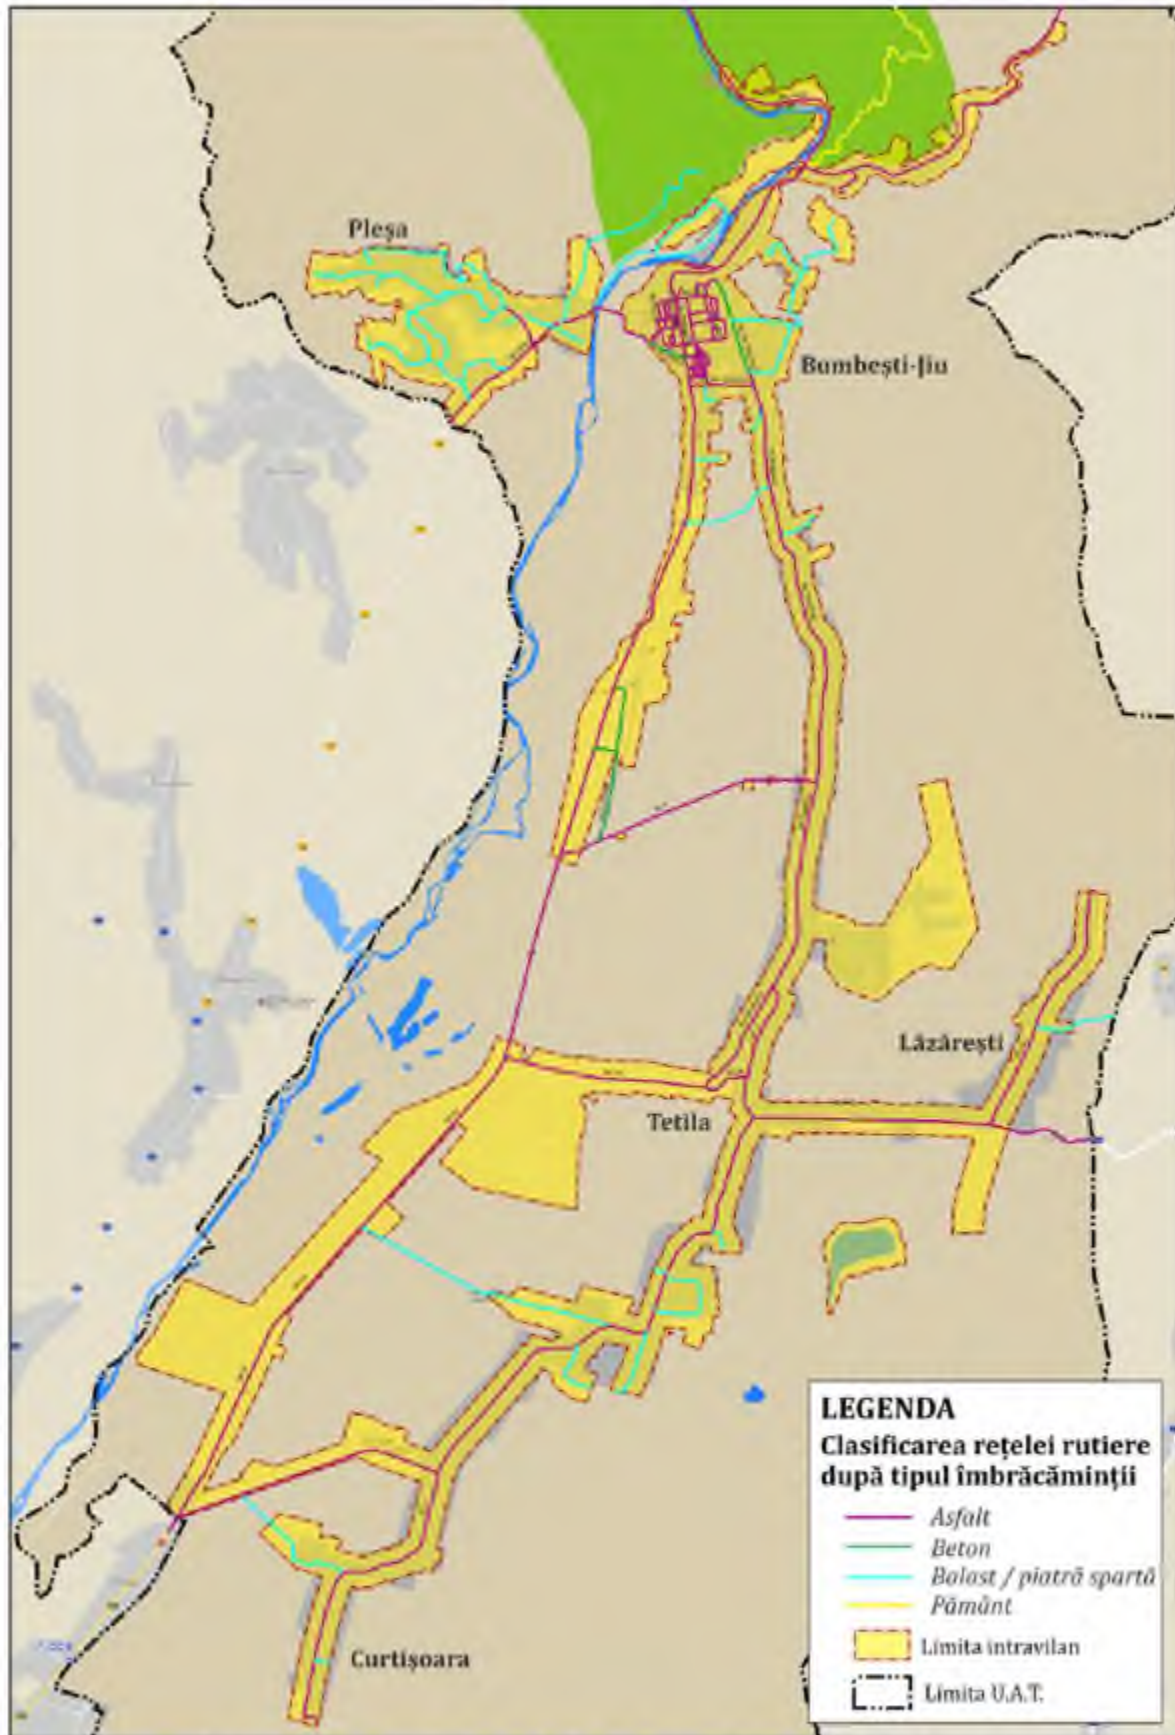 Pleșa
Bumbești-Jiu
Lăzărești
Tetila
Curtișoara
LEGENDA
Clasificarea rețelei rutiere
după tipul îmbrăcăminții
Asfalt
Beton
Balast / piatră spartă
Pământ
Limita intravilan
Limita U.A.T.